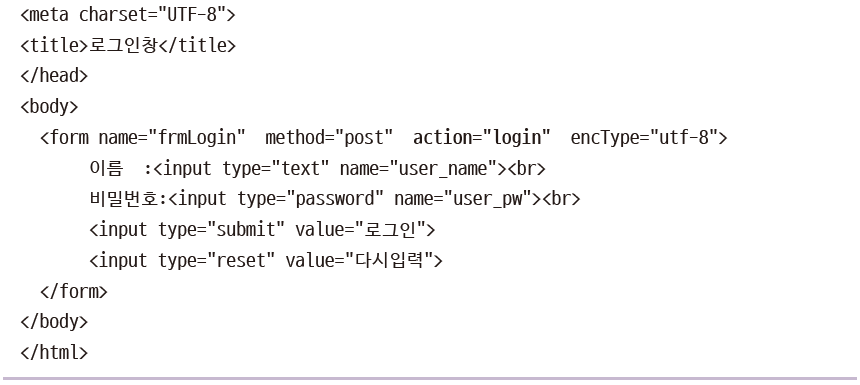 <meta charset="UTF-8">
<title>로그인창</title>
</head>
<body>
<form name="frmLogin" method="post" action="login" encType="utf-8">
이름 :<input type="text" name="user_name"><br>
비밀번호:<input type="password" name="user_pw"><br>
<input type="submit" value="로그인">
<input type="reset" value="다시입력">
</form>
</body>
</html>